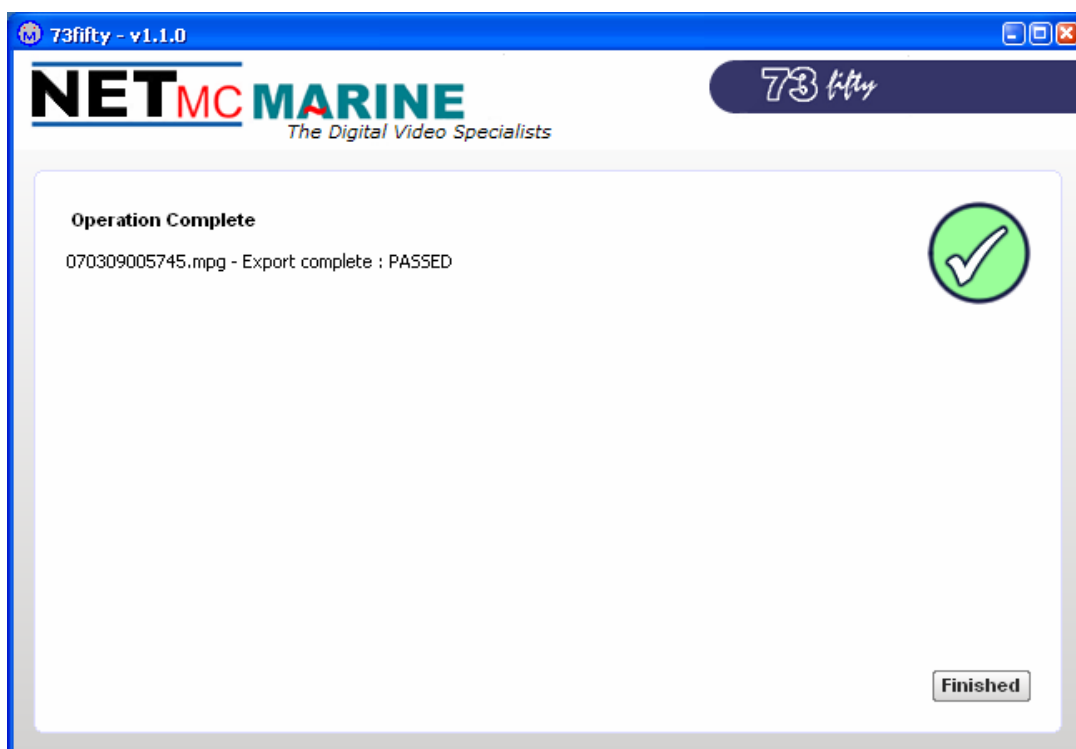 73fifty - v1.1.0
NETMC MARINE
The Digital Video Specialists
73 fifty
Operation Complete
070309005745.mpg - Export complete : PASSED
Finished